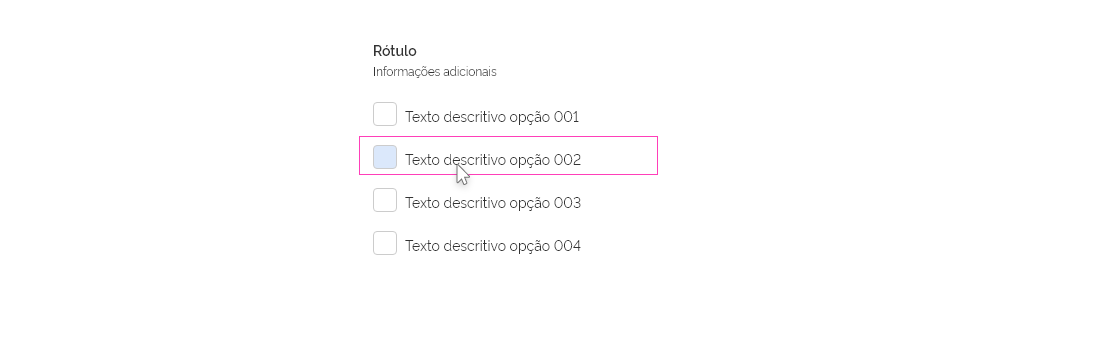 Rótulo
Informações adicionais
Texto descritivo opção 001
Texto descritivo opção 002
Texto descritivo opção 003
Texto descritivo opção 004